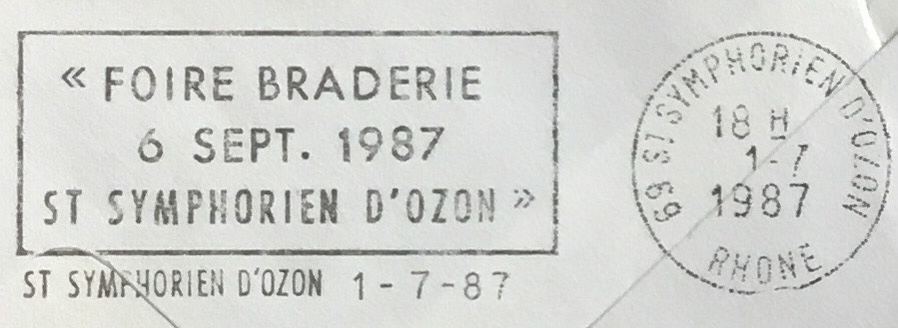 « FOIRE BRADERIE
6 SEPT. 1987
ST SYMPHORIEN D'OZON »
ST SYMPHORIEN D'OZON 1-7-87
69 ST SYMPHORIEN D'OZON
18 H
1-7
1987
RHONE